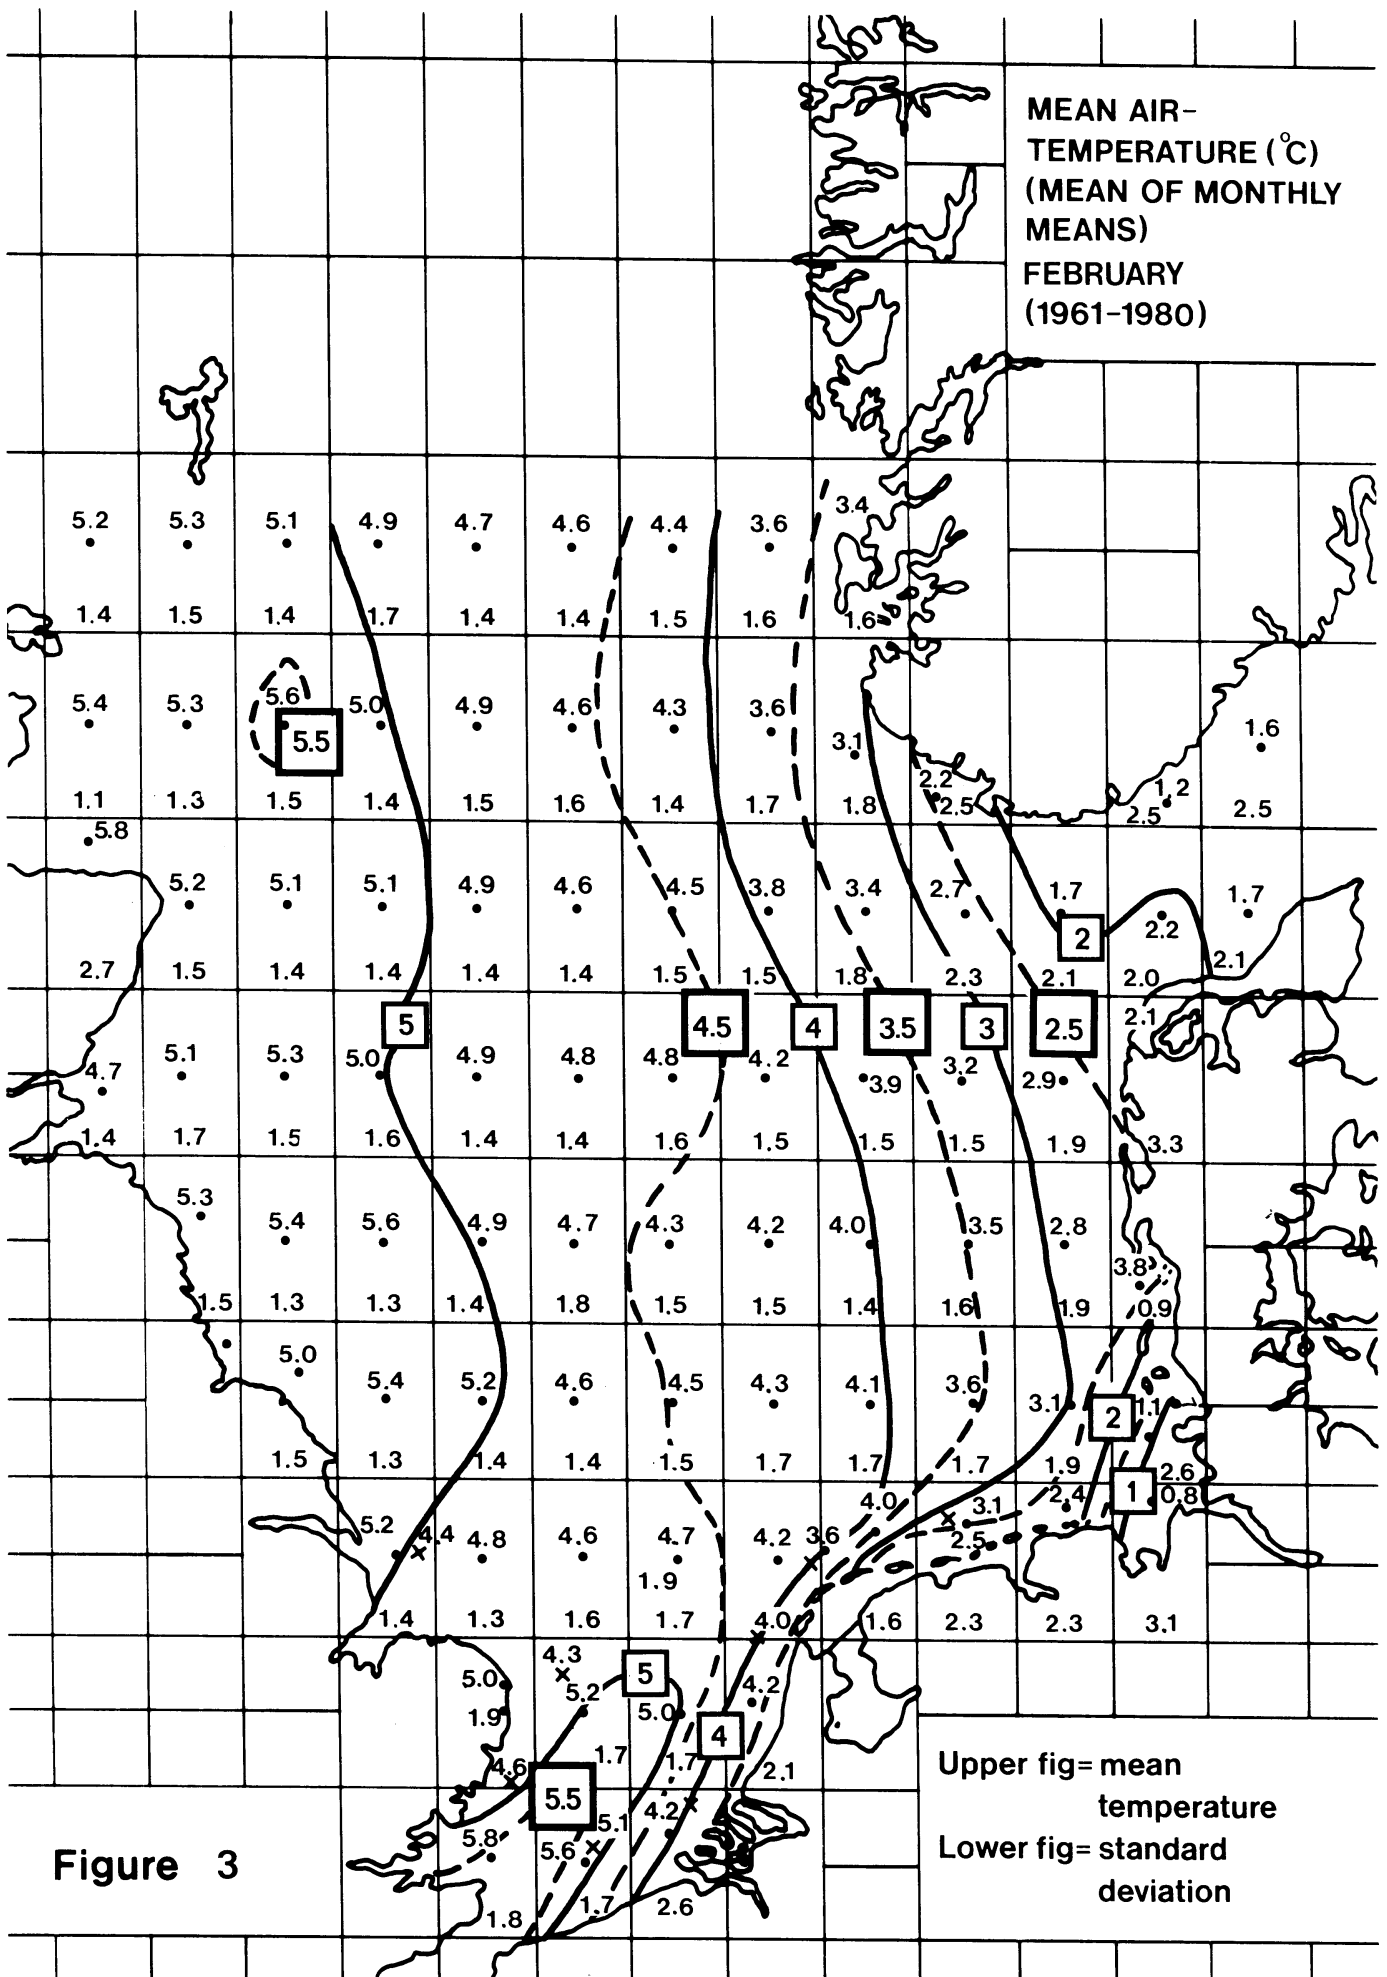 MEAN AIR-
TEMPERATURE (°C)
(MEAN OF MONTHLY
MEANS)
FEBRUARY
(1961-1980)
3.4
5.2 5.3 5.1 4.9 4.7 4.6 4.4 3.6
1.4 1.5 1.4 1.7 1.4 1.4 1.5 1.6 1.6
5.4 5.3 5.6 5.0 4.9 4.6 4.3 3.6 3.1 1.6
5.5
2.2 1.2
1.1 1.3 1.5 1.4 1.5 1.6 1.4 1.7 1.8 2.5 2.5 2.5
5.8
5.2 5.1 5.1 4.9 4.6 4.5 3.8 3.4 2.7 1.7 2.2 1.7
2
2.7 1.5 1.4 1.4 1.4 1.4 1.5 1.5 1.8 2.3 2.1 2.0 2.1
5 4.5 4 3.5 3 2.5 2.1
4.7 5.1 5.3 5.0 4.9 4.8 4.8 4.2 3.9 3.2 2.9
1.4 1.7 1.5 1.6 1.4 1.4 1.6 1.5 1.5 1.5 1.9 3.3
5.3 5.4 5.6 4.9 4.7 4.3 4.2 4.0 3.5 2.8
3.8
1.5 1.3 1.3 1.4 1.8 1.5 1.5 1.4 1.6 1.9 0.9
5.0 5.4 5.2 4.6 4.5 4.3 4.1 3.6 3.1 2 1.1
1.5 1.3 1.4 1.4 1.5 1.7 1.7 1.7 1.9 2.6
4.0 3.1 2.4 1 0.8
5.2 4.4 4.8 4.6 4.7 4.2 3.6 2.5
1.9
1.4 1.3 1.6 1.7 4.0 1.6 2.3 2.3 3.1
4.3 5
5.0 5.2 5.0 4.2
1.9 4
4.6 1.7 1.7 2.1
5.5 4.2
5.8 5.6 5.1
1.8 1.7 2.6
Upper fig= mean
temperature
Lower fig= standard
deviation
Figure 3